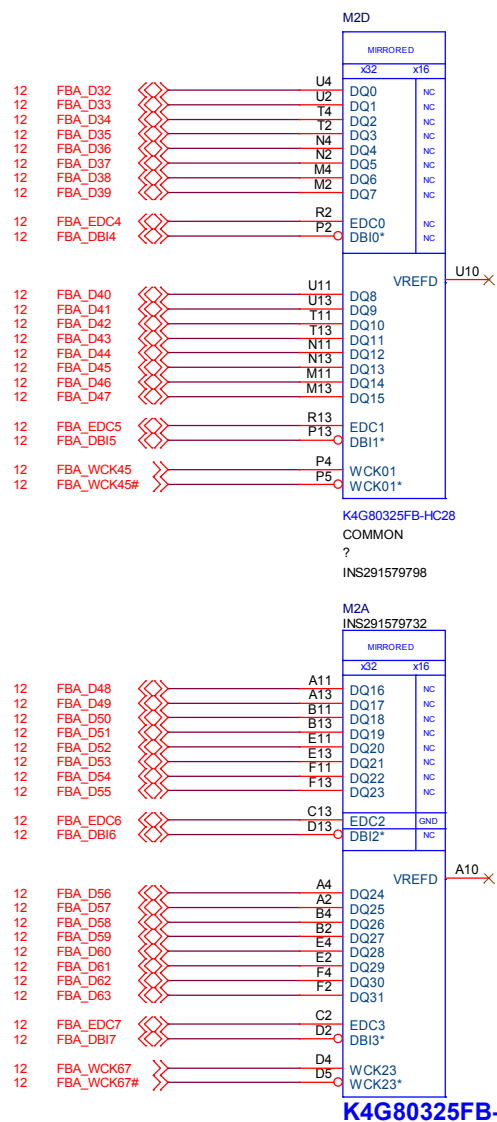 M2D
MIRRORED
x32 x16
12 FBA_D32 U4 DQ0 NC
12 FBA_D33 U2 DQ1 NC
12 FBA_D34 T4 DQ2 NC
12 FBA_D35 T2 DQ3 NC
12 FBA_D36 N4 DQ4 NC
12 FBA_D37 N2 DQ5 NC
12 FBA_D38 M4 DQ6 NC
12 FBA_D39 M2 DQ7 NC
12 FBA_EDC4 R2 EDC0 NC
12 FBA_DBI4 P2 DBI0* NC
VREFD U10
12 FBA_D40 U11 DQ8
12 FBA_D41 U13 DQ9
12 FBA_D42 T11 DQ10
12 FBA_D43 T13 DQ11
12 FBA_D44 N11 DQ12
12 FBA_D45 N13 DQ13
12 FBA_D46 M11 DQ14
12 FBA_D47 M13 DQ15
12 FBA_EDC5 R13 EDC1
12 FBA_DBI5 P13 DBI1*
12 FBA_WCK45 P4 WCK01
12 FBA_WCK45# P5 WCK01*
K4G80325FB-HC28
COMMON
?
INS291579798
M2A
INS291579732
MIRRORED
x32 x16
12 FBA_D48 A11 DQ16 NC
12 FBA_D49 A13 DQ17 NC
12 FBA_D50 B11 DQ18 NC
12 FBA_D51 B13 DQ19 NC
12 FBA_D52 E11 DQ20 NC
12 FBA_D53 E13 DQ21 NC
12 FBA_D54 F11 DQ22 NC
12 FBA_D55 F13 DQ23 NC
12 FBA_EDC6 C13 EDC2 GND
12 FBA_DBI6 D13 DBI2* NC
VREFD A10
12 FBA_D56 A4 DQ24
12 FBA_D57 A2 DQ25
12 FBA_D58 B4 DQ26
12 FBA_D59 B2 DQ27
12 FBA_D60 E4 DQ28
12 FBA_D61 E2 DQ29
12 FBA_D62 F4 DQ30
12 FBA_D63 F2 DQ31
12 FBA_EDC7 C2 EDC3
12 FBA_DBI7 D2 DBI3*
12 FBA_WCK67 D4 WCK23
12 FBA_WCK67# D5 WCK23*
K4G80325FB-